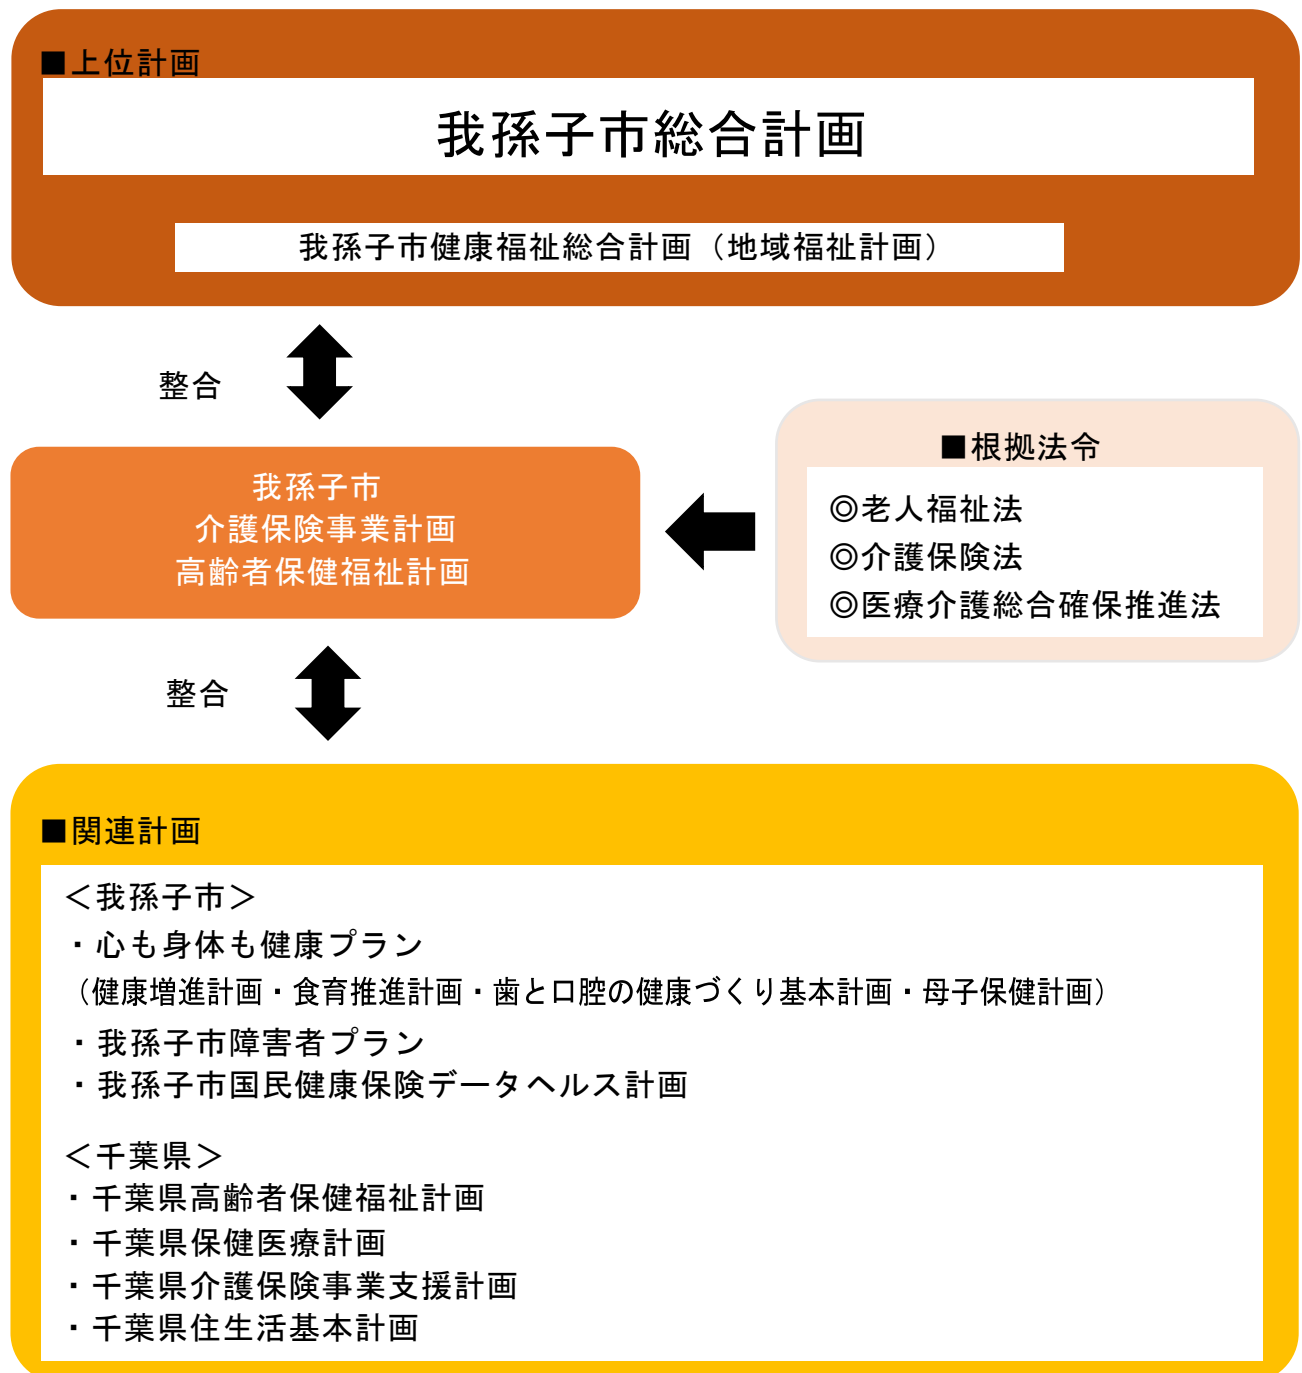 ■上位計画
我孫子市総合計画
我孫子市健康福祉総合計画（地域福祉計画）
整合
我孫子市
介護保険事業計画
高齢者保健福祉計画
■根拠法令
◎老人福祉法
◎介護保険法
◎医療介護総合確保推進法
整合
■関連計画
＜我孫子市＞
・心も身体も健康プラン
（健康増進計画・食育推進計画・歯と口腔の健康づくり基本計画・母子保健計画）
・我孫子市障害者プラン
・我孫子市国民健康保険データヘルス計画
＜千葉県＞
・千葉県高齢者保健福祉計画
・千葉県保健医療計画
・千葉県介護保険事業支援計画
・千葉県住生活基本計画